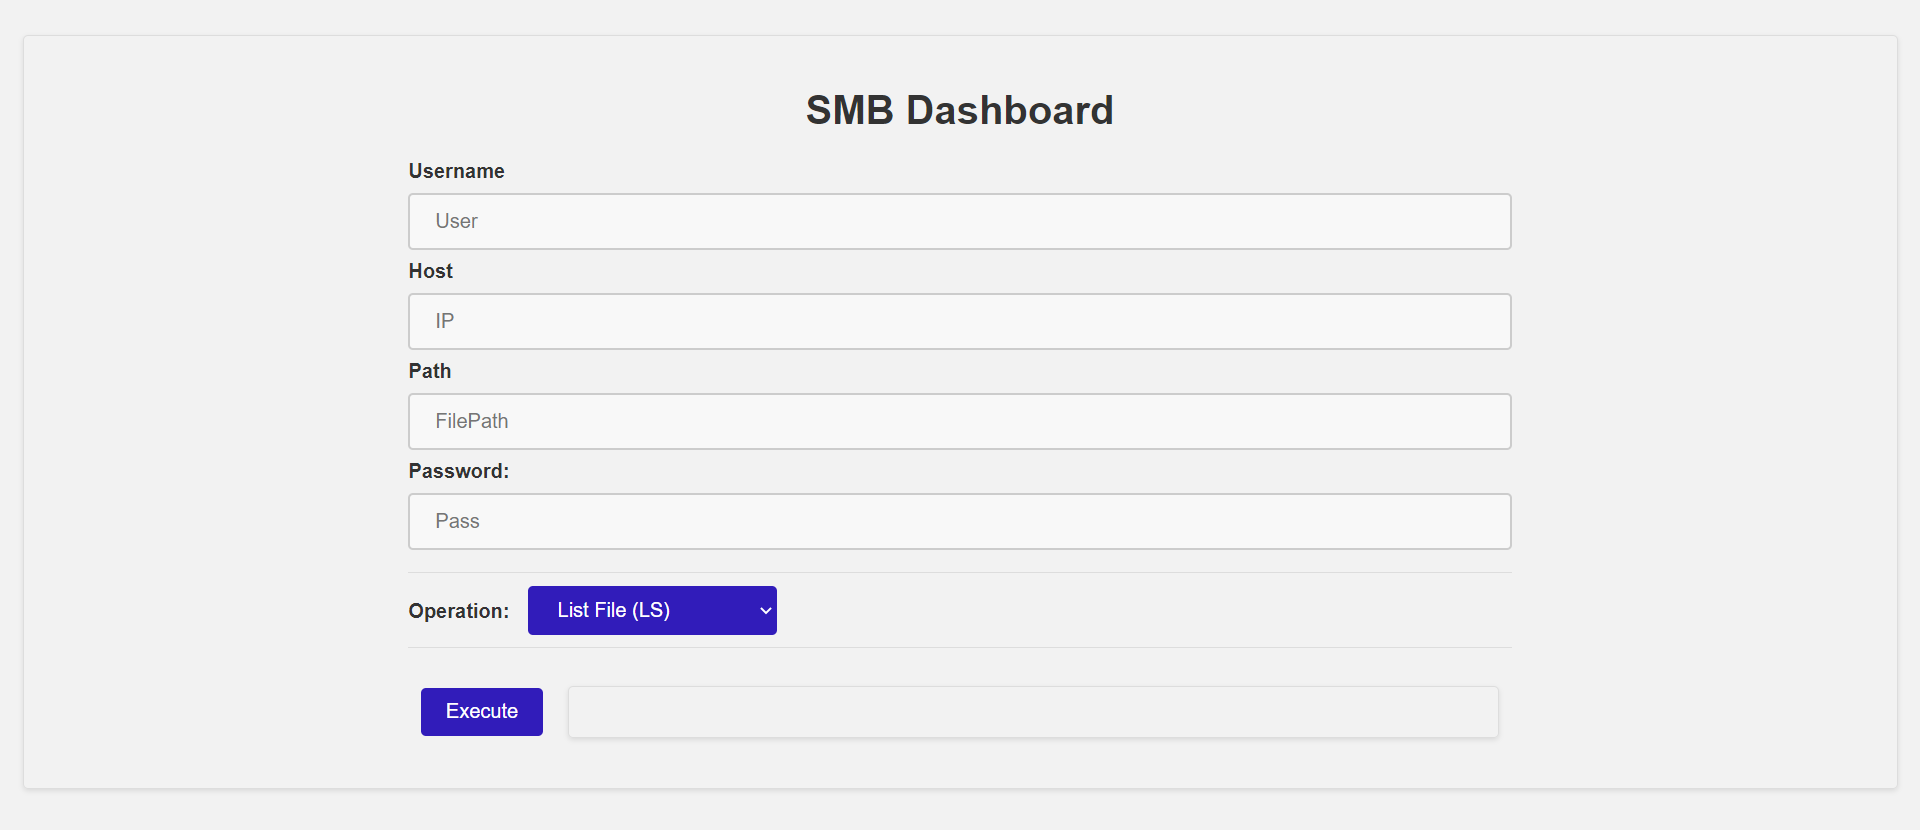 SMB Dashboard
Username
User
Host
IP
Path
FilePath
Password:
Pass
Operation: List File (LS)
Execute